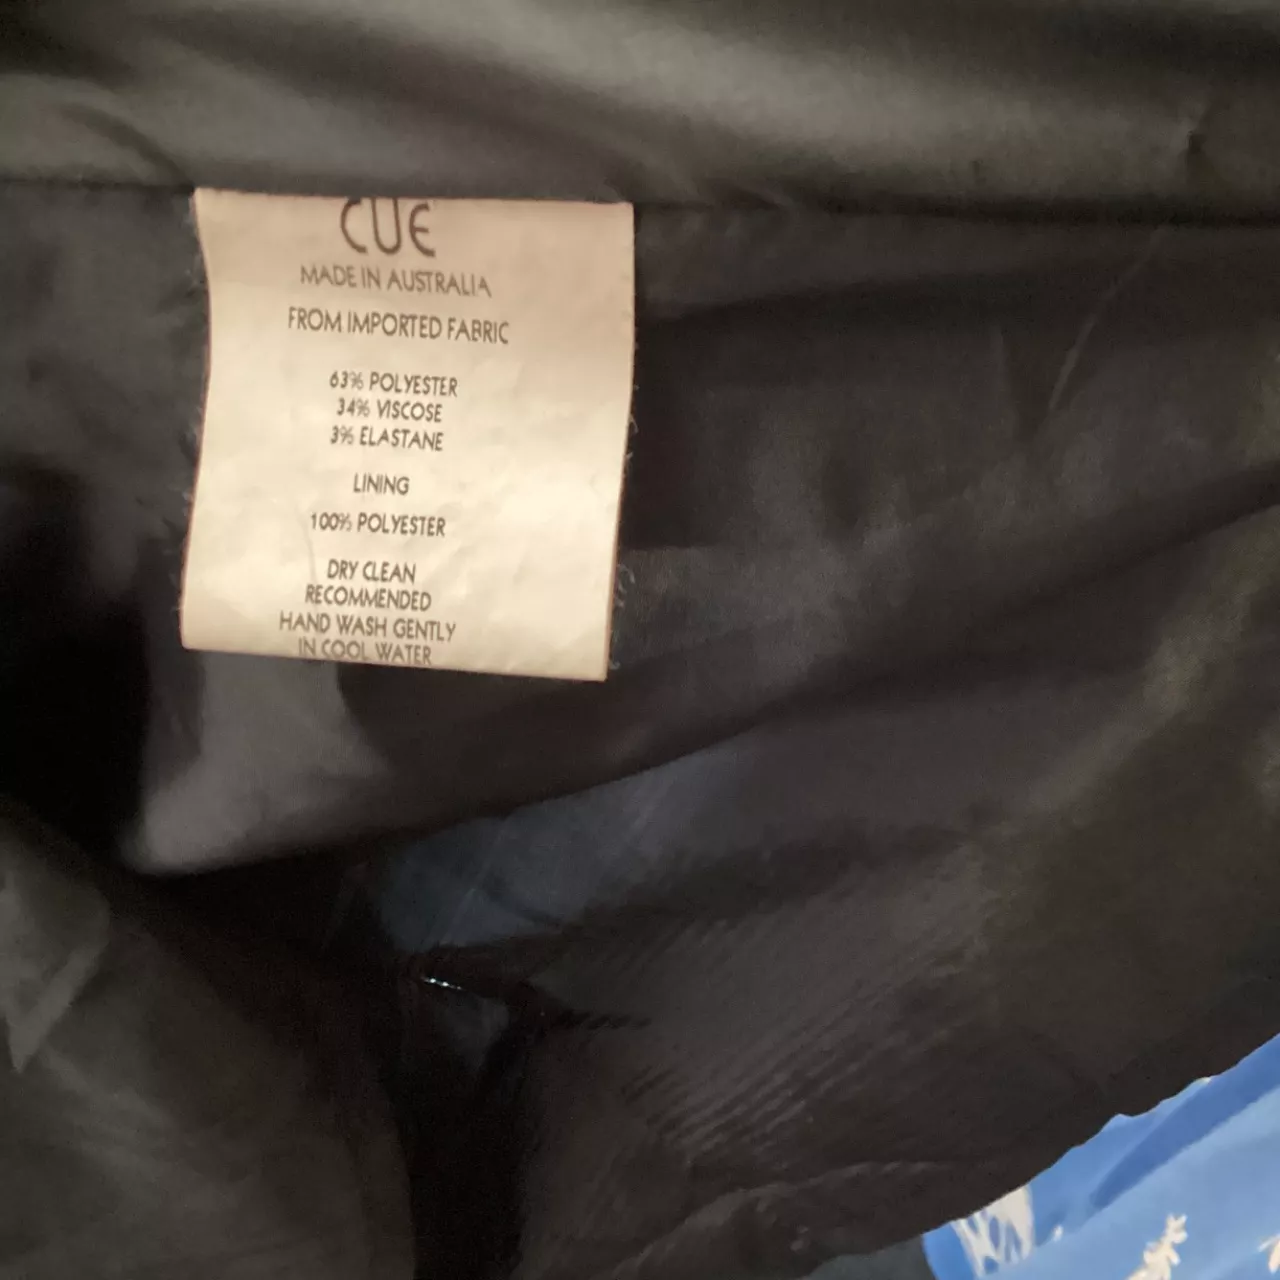 CUE
MADE IN AUSTRALIA
FROM IMPORTED FABRIC
63% POLYESTER
34% VISCOSE
3% ELASTANE
LINING
100% POLYESTER
DRY CLEAN
RECOMMENDED
HAND WASH GENTLY
IN COOL WATER